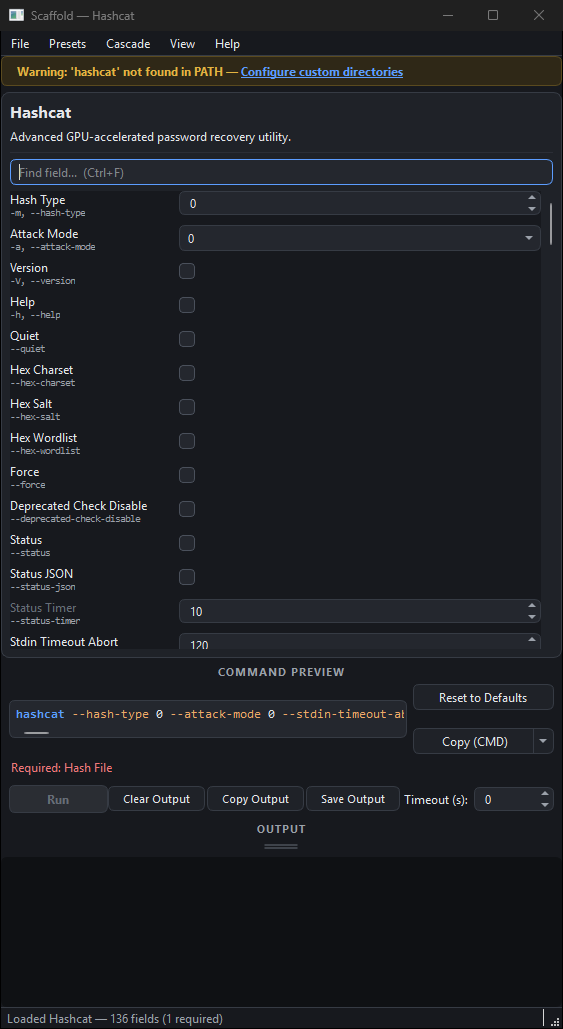 Scaffold — Hashcat
File Presets Cascade View Help
Warning: 'hashcat' not found in PATH — Configure custom directories
Hashcat
Advanced GPU-accelerated password recovery utility.
Find field... (Ctrl+F)
Hash Type 0
-m, --hash-type
Attack Mode 0
-a, --attack-mode
Version
-V, --version
Help
-h, --help
Quiet
--quiet
Hex Charset
--hex-charset
Hex Salt
--hex-salt
Hex Wordlist
--hex-wordlist
Force
--force
Deprecated Check Disable
--deprecated-check-disable
Status
--status
Status JSON
--status-json
Status Timer 10
--status-timer
Stdin Timeout Abort 120
COMMAND PREVIEW
Reset to Defaults
hashcat --hash-type 0 --attack-mode 0 --stdin-timeout-ab
Copy (CMD)
Required: Hash File
Run Clear Output Copy Output Save Output Timeout (s): 0
OUTPUT
Loaded Hashcat — 136 fields (1 required)